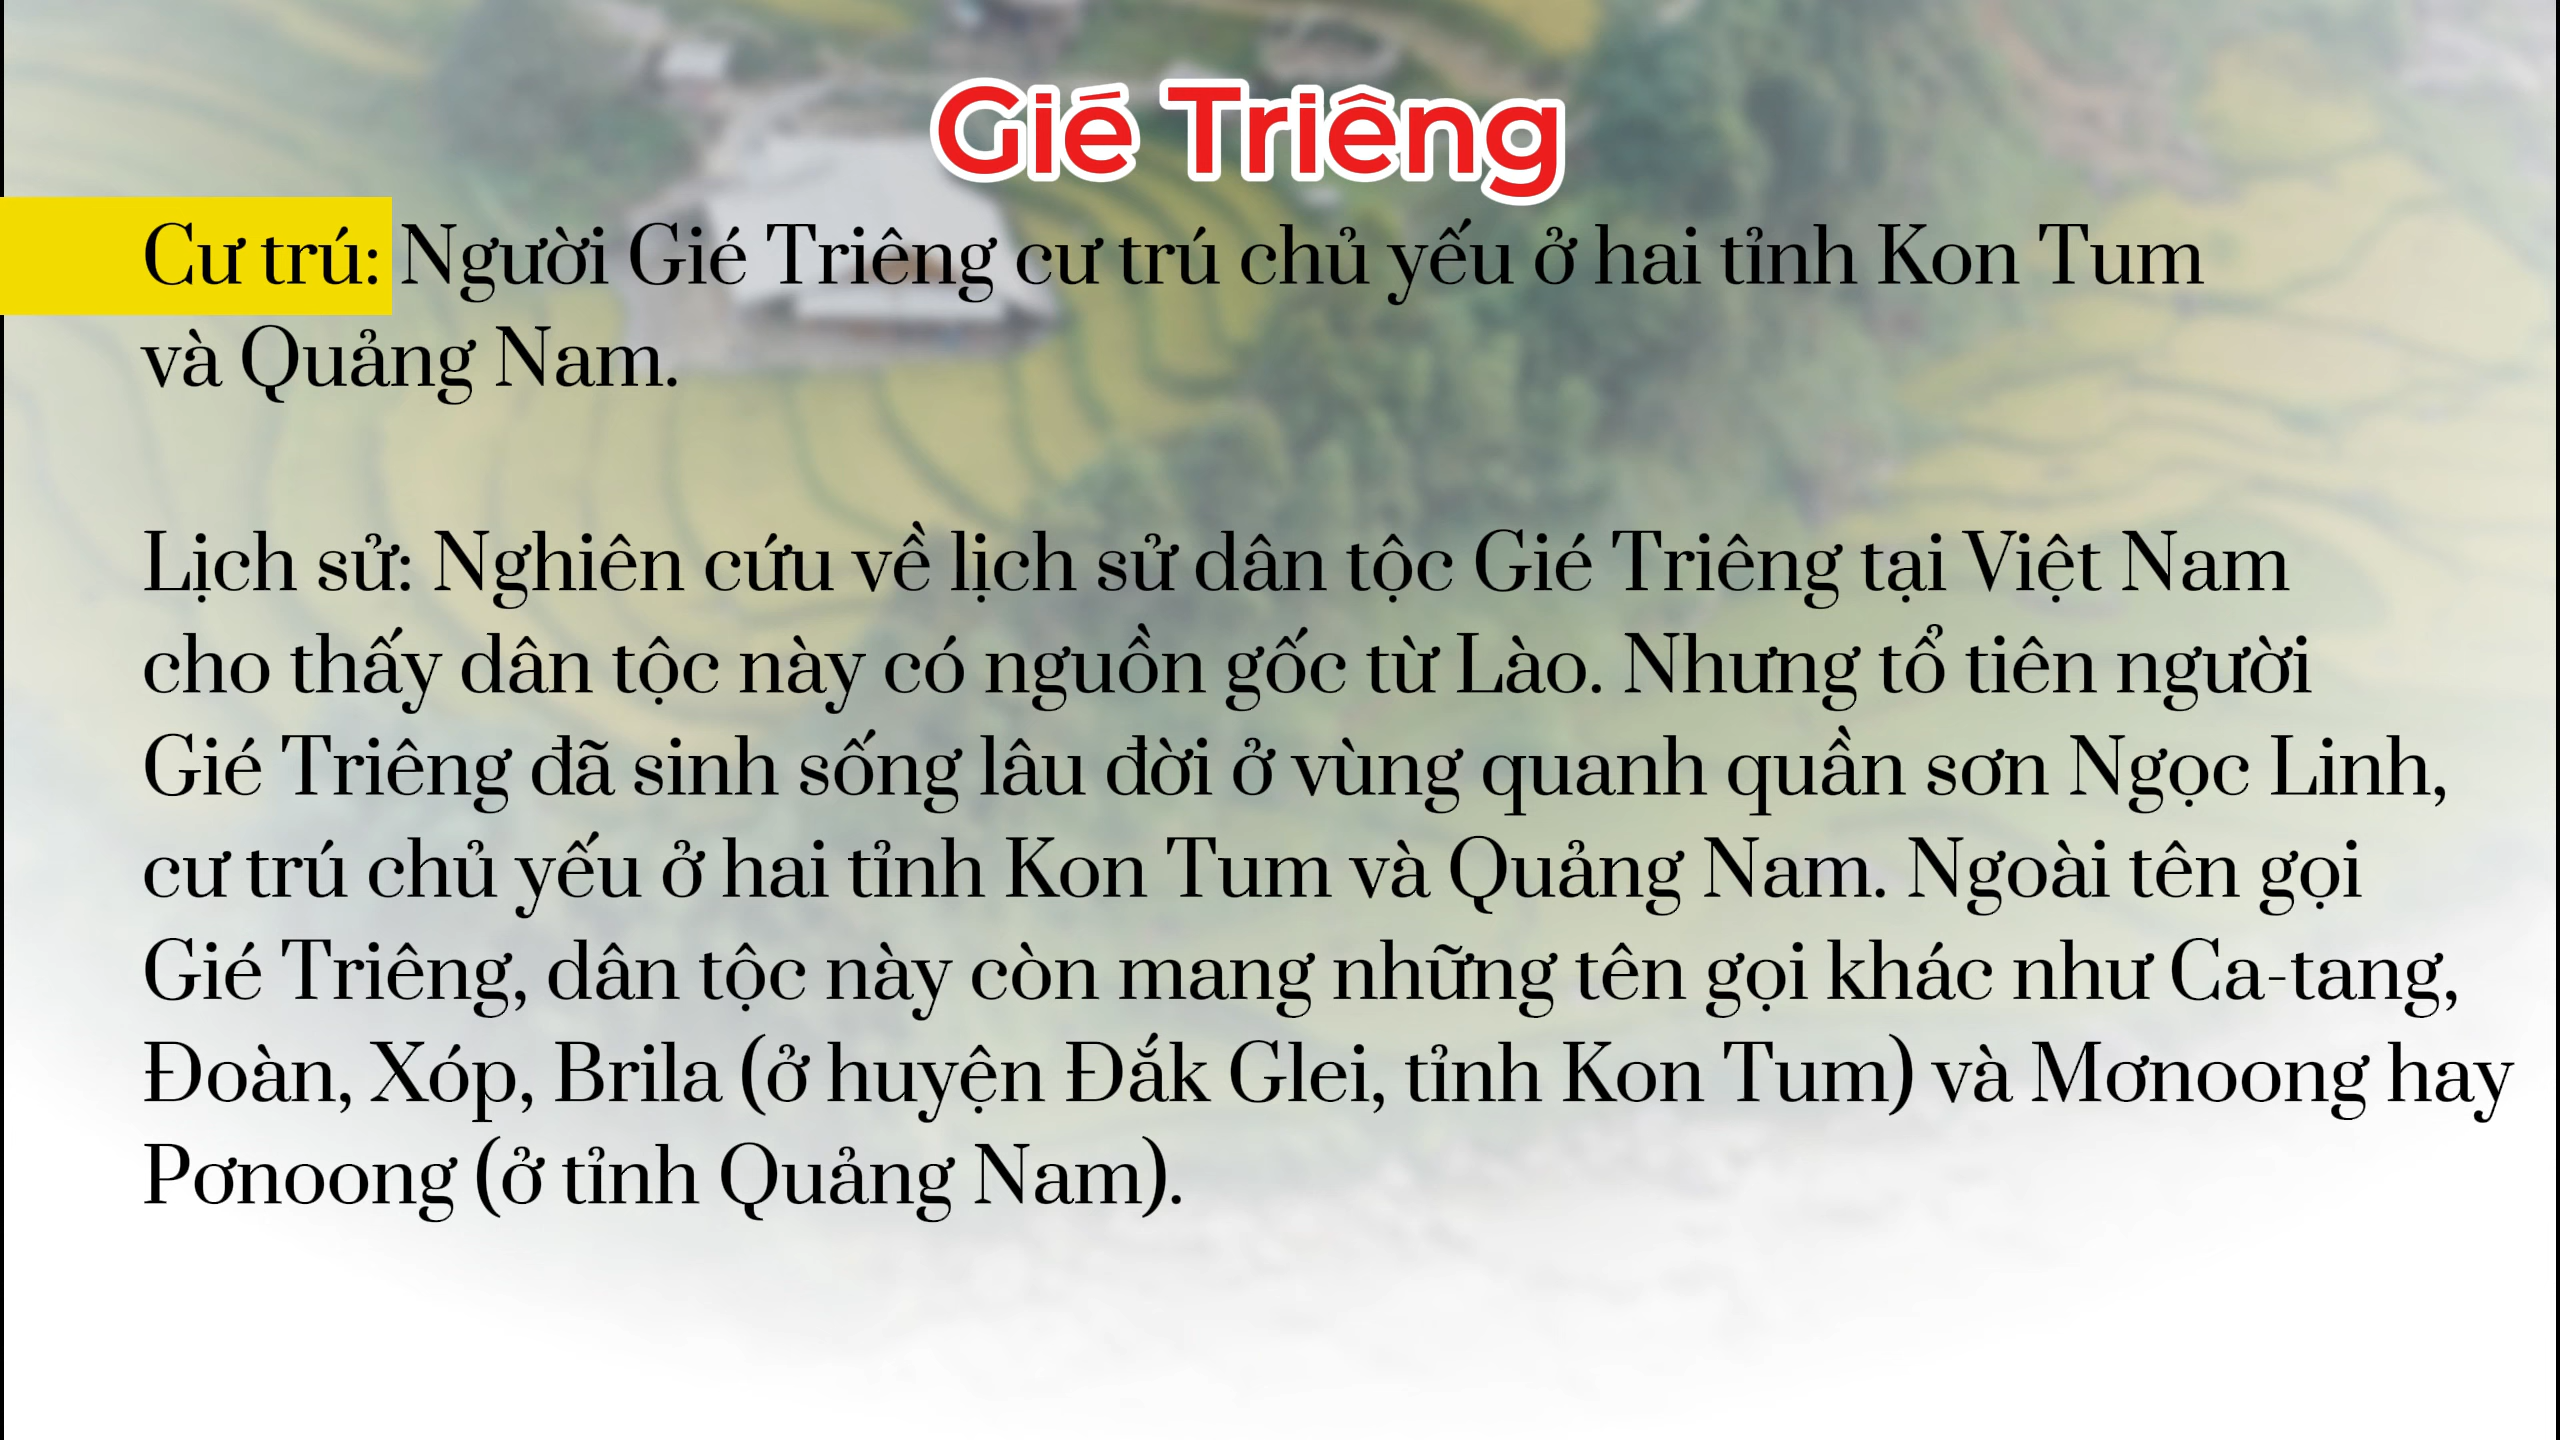 Gié Triêng
Cư trú: Người Gié Triêng cư trú chủ yếu ở hai tỉnh Kon Tum
và Quảng Nam.
Lịch sử: Nghiên cứu về lịch sử dân tộc Gié Triêng tại Việt Nam
cho thấy dân tộc này có nguồn gốc từ Lào. Nhưng tổ tiên người
Gié Triêng đã sinh sống lâu đời ở vùng quanh quần sơn Ngọc Linh,
cư trú chủ yếu ở hai tỉnh Kon Tum và Quảng Nam. Ngoài tên gọi
Gié Triêng, dân tộc này còn mang những tên gọi khác như Ca-tang,
Đoàn, Xóp, Brila (ở huyện Đắk Glei, tỉnh Kon Tum) và Mơnoong hay
Pơnoong (ở tỉnh Quảng Nam).